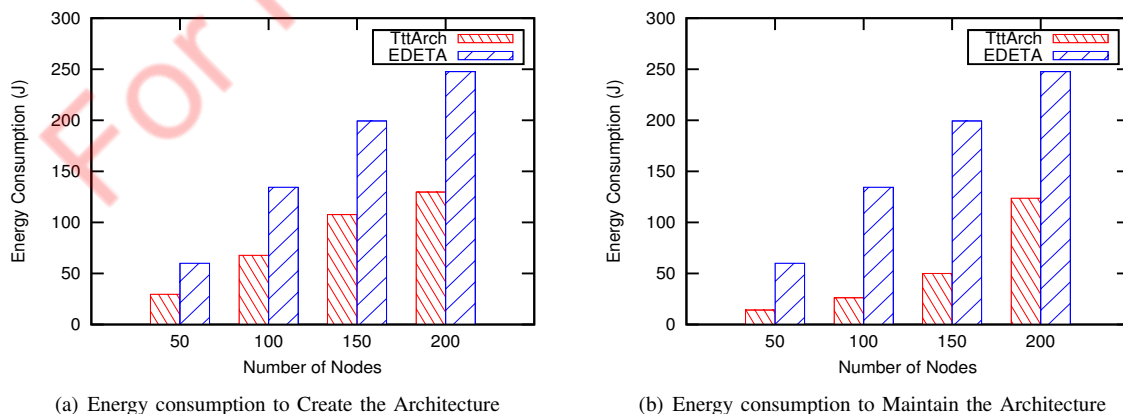 For
300
250
200
150
100
50
0
50 100 150 200
Energy Consumption (J)
Number of Nodes
TttArch
EDETA
(a) Energy consumption to Create the Architecture
300
250
200
150
100
50
0
50 100 150 200
Energy Consumption (J)
Number of Nodes
TttArch
EDETA
(b) Energy consumption to Maintain the Architecture